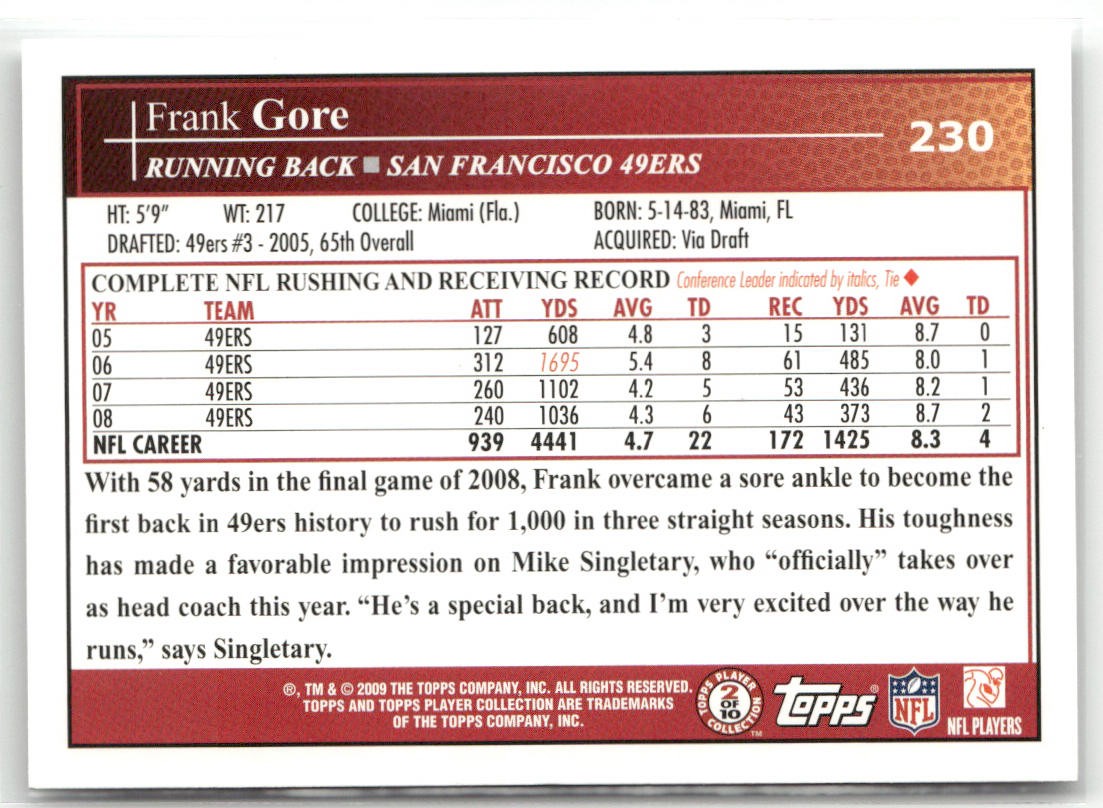 Frank Gore
230
RUNNING BACK ■ SAN FRANCISCO 49ERS
HT: 5'9" WT: 217 COLLEGE: Miami (Fla.) BORN: 5-14-83, Miami, FL
DRAFTED: 49ers #3 - 2005, 65th Overall ACQUIRED: Via Draft
COMPLETE NFL RUSHING AND RECEIVING RECORD Conference Leader indicated by italics, Tie ♦
YR TEAM ATT YDS AVG TD REC YDS AVG TD
05 49ERS 127 608 4.8 3 15 131 8.7 0
06 49ERS 312 1695 5.4 8 61 485 8.0 1
07 49ERS 260 1102 4.2 5 53 436 8.2 1
08 49ERS 240 1036 4.3 6 43 373 8.7 2
NFL CAREER 939 4441 4.7 22 172 1425 8.3 4
With 58 yards in the final game of 2008, Frank overcame a sore ankle to become the
first back in 49ers history to rush for 1,000 in three straight seasons. His toughness
has made a favorable impression on Mike Singletary, who “officially” takes over
as head coach this year. “He’s a special back, and I’m very excited over the way he
runs,” says Singletary.
®, TM & © 2009 THE TOPPS COMPANY, INC. ALL RIGHTS RESERVED.
TOPPS AND TOPPS PLAYER COLLECTION ARE TRADEMARKS
OF THE TOPPS COMPANY, INC.
TOPPS PLAYER COLLECTION
2
OF
10
TM
topps®
NFL
NFL PLAYERS